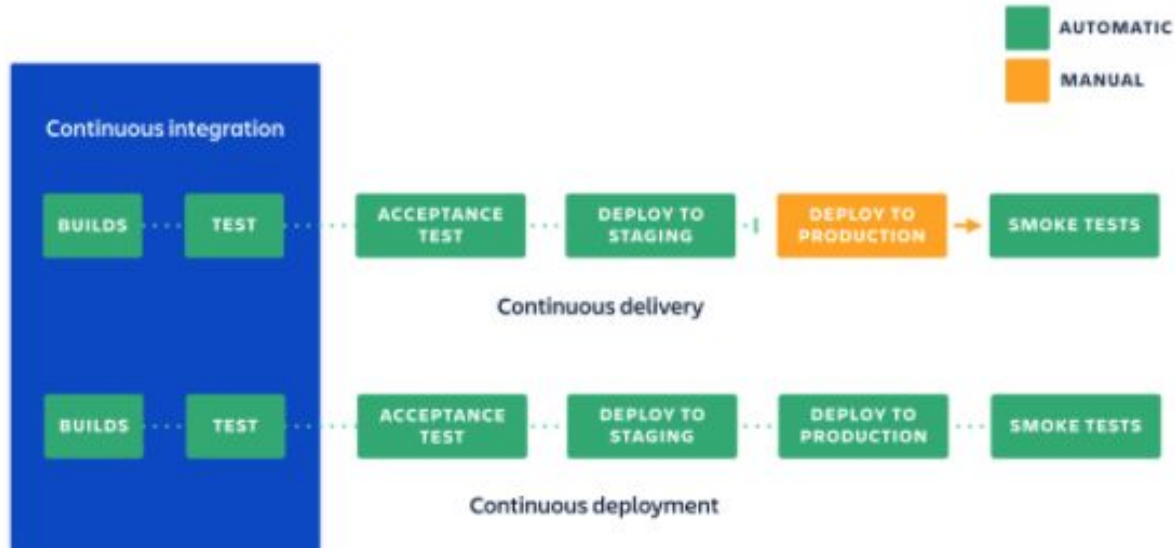 AUTOMATIC
MANUAL
Continuous integration
BUILDS
TEST
ACCEPTANCE
TEST
DEPLOY TO
STAGING
DEPLOY TO
PRODUCTION
SMOKE TESTS
Continuous delivery
BUILDS
TEST
ACCEPTANCE
TEST
DEPLOY TO
STAGING
DEPLOY TO
PRODUCTION
SMOKE TESTS
Continuous deployment